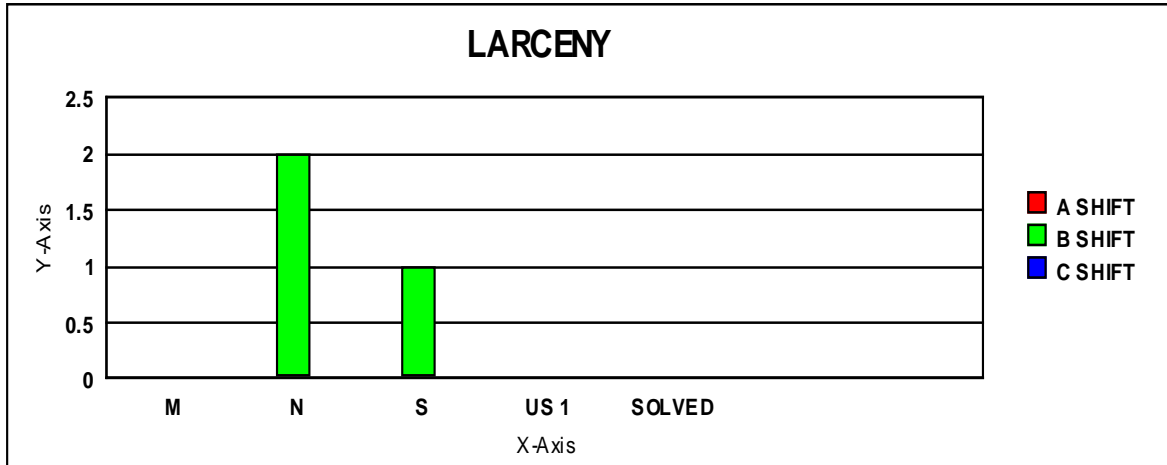 LARCENY
2.5
2
1.5
1
0.5
0
Y-Axis
M N S US 1 SOLVED
X-Axis
A SHIFT
B SHIFT
C SHIFT